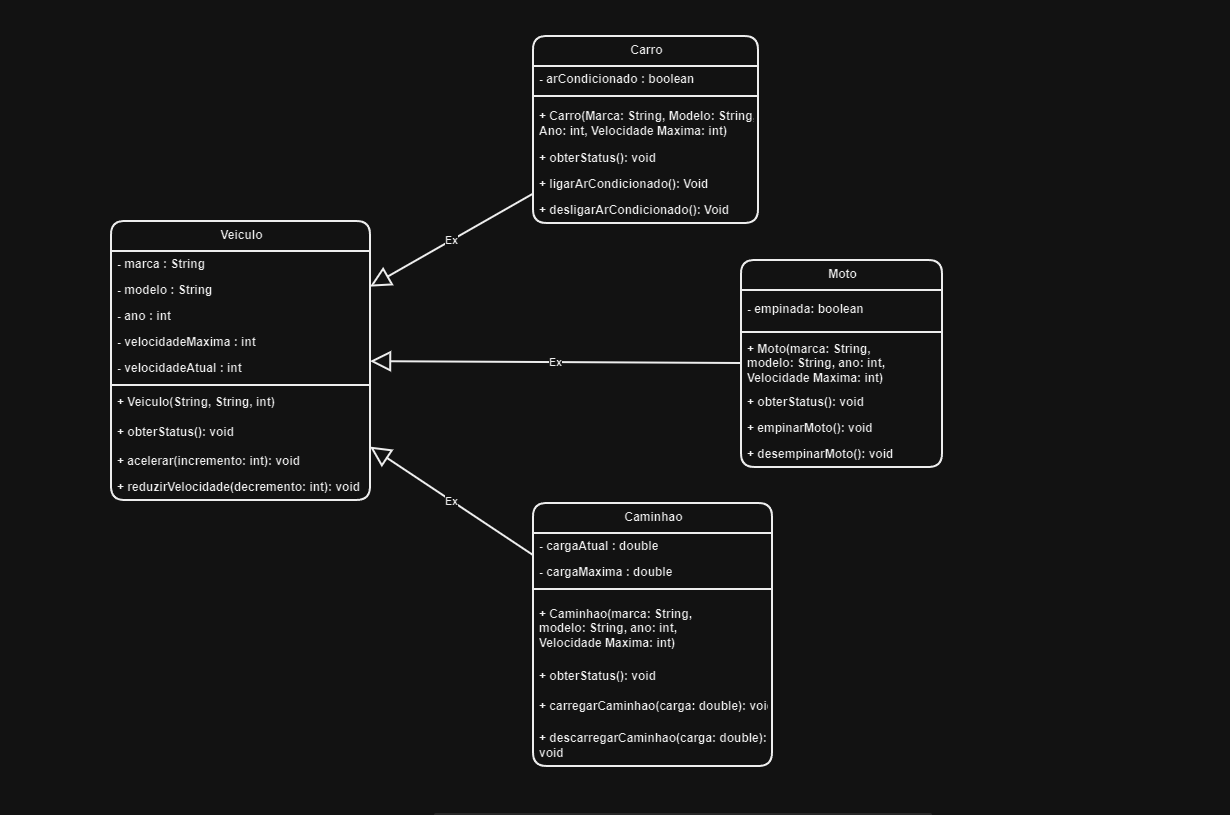 Carro
- arCondicionado : boolean
+ Carro(Marca: String, Modelo: String,
Ano: int, Velocidade Maxima: int)
+ obterStatus(): void
+ ligarArCondicionado(): Void
+ desligarArCondicionado(): Void
Ex
Veiculo
- marca : String
- modelo : String
- ano : int
- velocidadeMaxima : int
- velocidadeAtual : int
+ Veiculo(String, String, int)
+ obterStatus(): void
+ acelerar(incremento: int): void
+ reduzirVelocidade(decremento: int): void
Ex
Moto
- empinada: boolean
+ Moto(marca: String,
modelo: String, ano: int,
Velocidade Maxima: int)
+ obterStatus(): void
+ empinarMoto(): void
+ desempinarMoto(): void
Ex
Caminhao
- cargaAtual : double
- cargaMaxima : double
+ Caminhao(marca: String,
modelo: String, ano: int,
Velocidade Maxima: int)
+ obterStatus(): void
+ carregarCaminhao(carga: double): voi
+ descarregarCaminhao(carga: double):
void